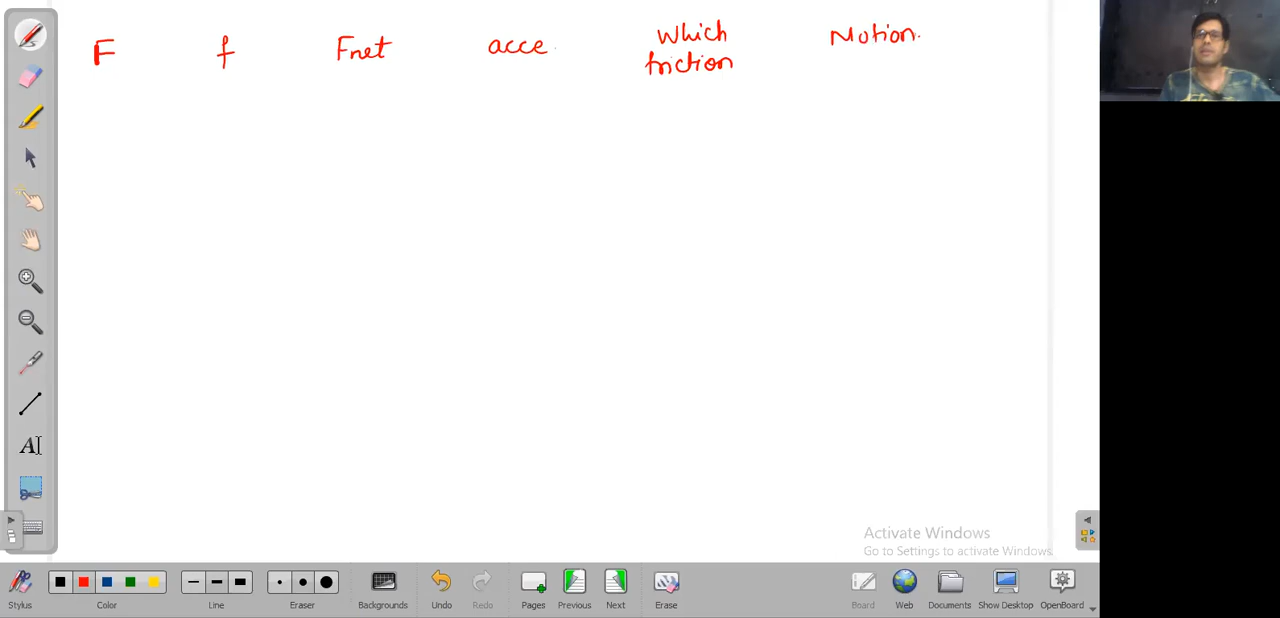 F f Fnet acce Which friction Motion.
A
Activate Windows
Go to Settings to activate Windows.
Stylus Color Line Eraser Backgrounds Undo Redo Pages Previous Next Erase Board Web Documents Show Desktop OpenBoard